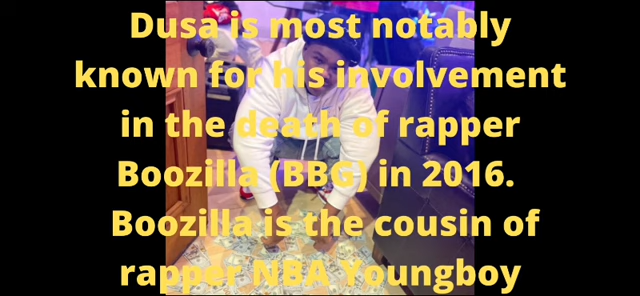 Dusa is most notably
known for his involvement
in the death of rapper
Boozilla (BBG) in 2016.
Boozilla is the cousin of
rapper NBA Youngboy